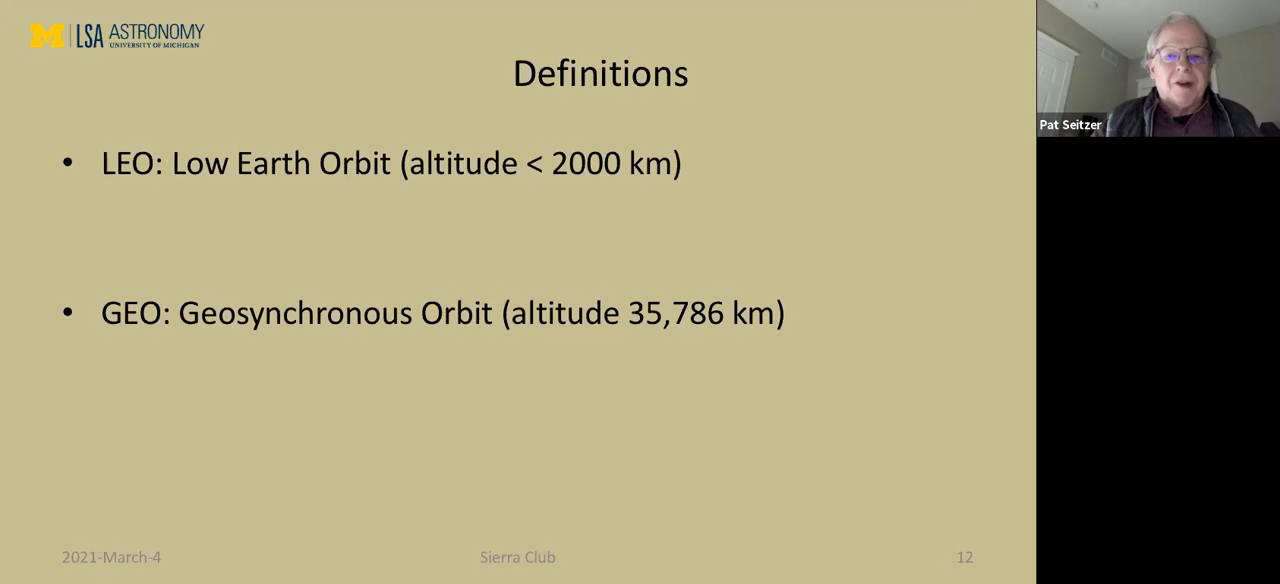 M | LSA ASTRONOMY
UNIVERSITY OF MICHIGAN
Definitions
Pat Seitzer
• LEO: Low Earth Orbit (altitude < 2000 km)
• GEO: Geosynchronous Orbit (altitude 35,786 km)
2021-March-4
Sierra Club
12